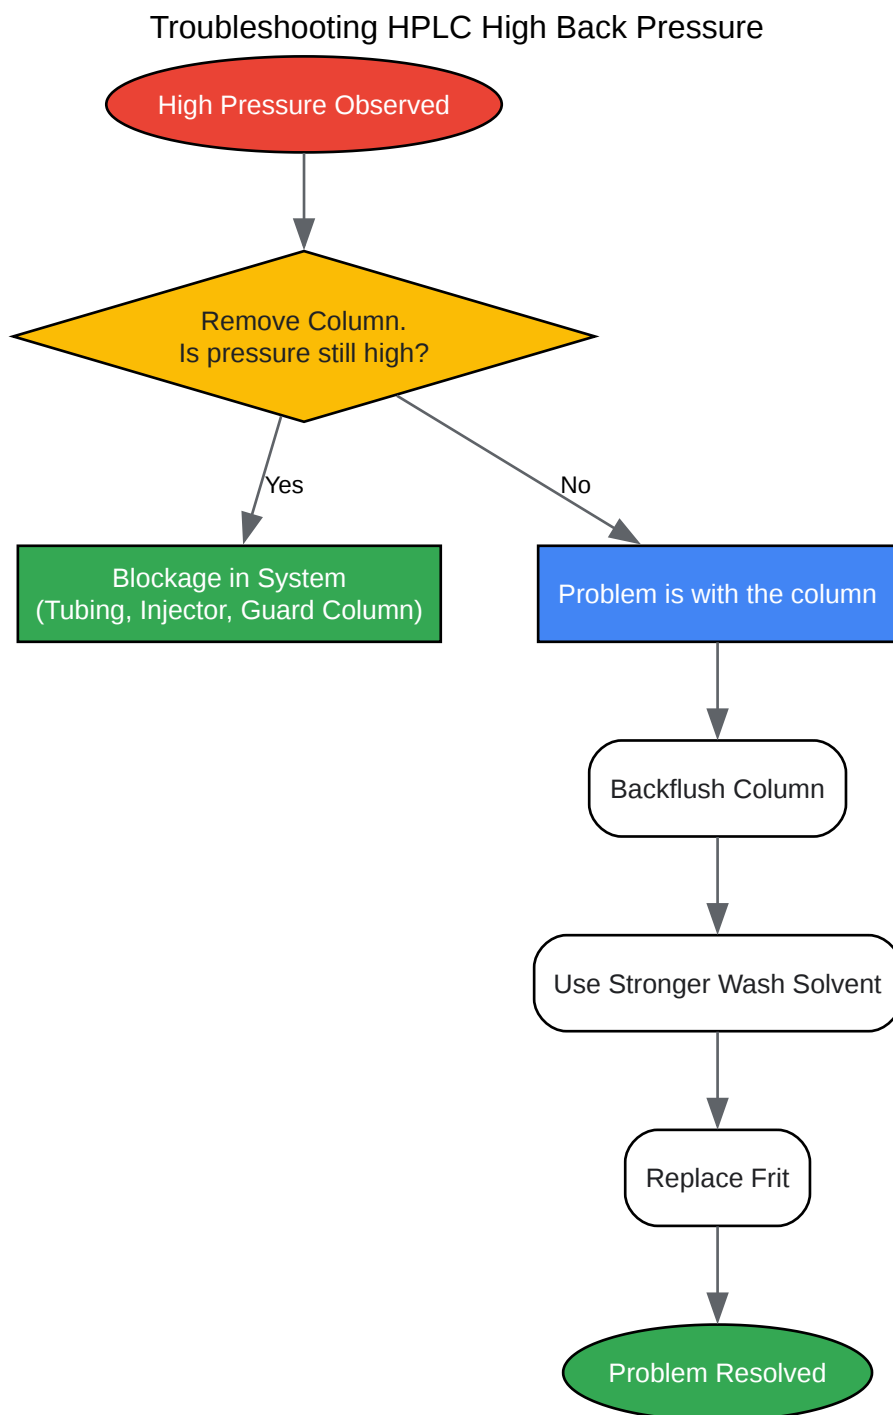 Troubleshooting HPLC High Back Pressure
High Pressure Observed
Remove Column.
Is pressure still high?
Yes
No
Blockage in System
(Tubing, Injector, Guard Column)
Problem is with the column
Backflush Column
Use Stronger Wash Solvent
Replace Frit
Problem Resolved